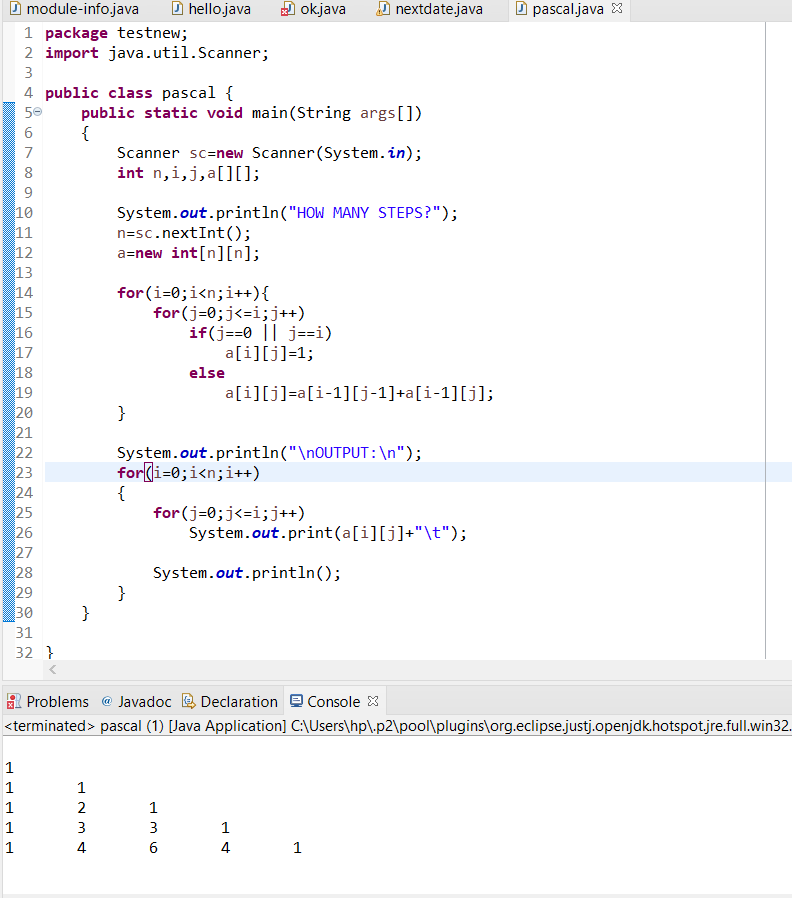 module-info.java hello.java ok.java nextdate.java pascal.java
1 package testnew;
2 import java.util.Scanner;
3
4 public class pascal {
5 public static void main(String args[])
6 {
7 Scanner sc=new Scanner(System.in);
8 int n,i,j,a[][];
9
10 System.out.println("HOW MANY STEPS?");
11 n=sc.nextInt();
12 a=new int[n][n];
13
14 for(i=0;i<n;i++){
15 for(j=0;j<=i;j++)
16 if(j==0 || j==i)
17 a[i][j]=1;
18 else
19 a[i][j]=a[i-1][j-1]+a[i-1][j];
20 }
21
22 System.out.println("\nOUTPUT:\n");
23 for(i=0;i<n;i++)
24 {
25 for(j=0;j<=i;j++)
26 System.out.print(a[i][j]+"\t");
27
28 System.out.println();
29 }
30 }
31
32 }
Problems @ Javadoc Declaration Console
<terminated> pascal (1) [Java Application] C:\Users\hp\.p2\pool\plugins\org.eclipse.justj.openjdk.hotspot.jre.full.win32.
1
1 1
1 2 1
1 3 3 1
1 4 6 4 1